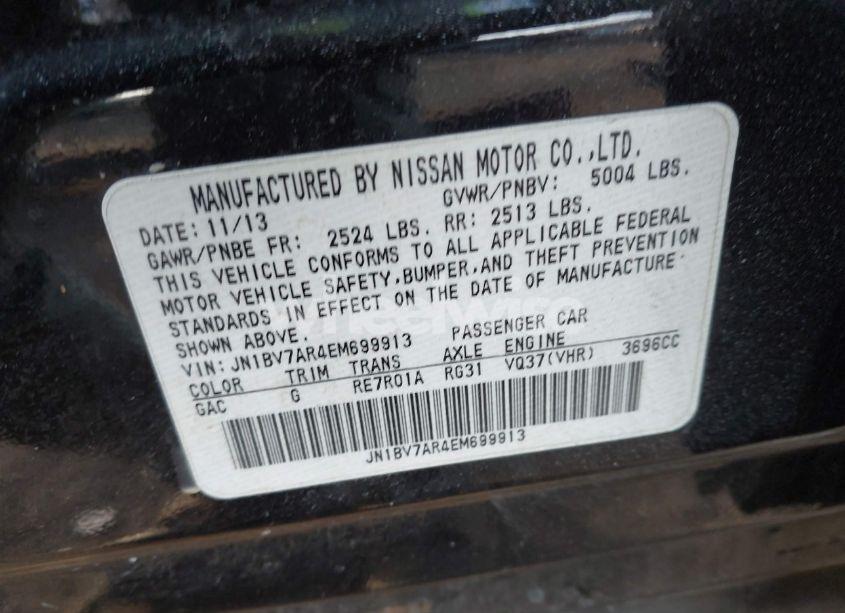 MANUFACTURED BY NISSAN MOTOR CO.,LTD.
DATE: 11/13 GVWR/PNBV: 5004 LBS.
GAWR/PNBE FR: 2524 LBS. RR: 2513 LBS.
THIS VEHICLE CONFORMS TO ALL APPLICABLE FEDERAL
MOTOR VEHICLE SAFETY,BUMPER,AND THEFT PREVENTION
STANDARDS IN EFFECT ON THE DATE OF MANUFACTURE
SHOWN ABOVE.
VIN: JN1BV7AR4EM699913 PASSENGER CAR
COLOR TRIM TRANS AXLE ENGINE
GAC G RE7R01A RG31 VQ37(VHR) 3696CC
JN1BV7AR4EM699913